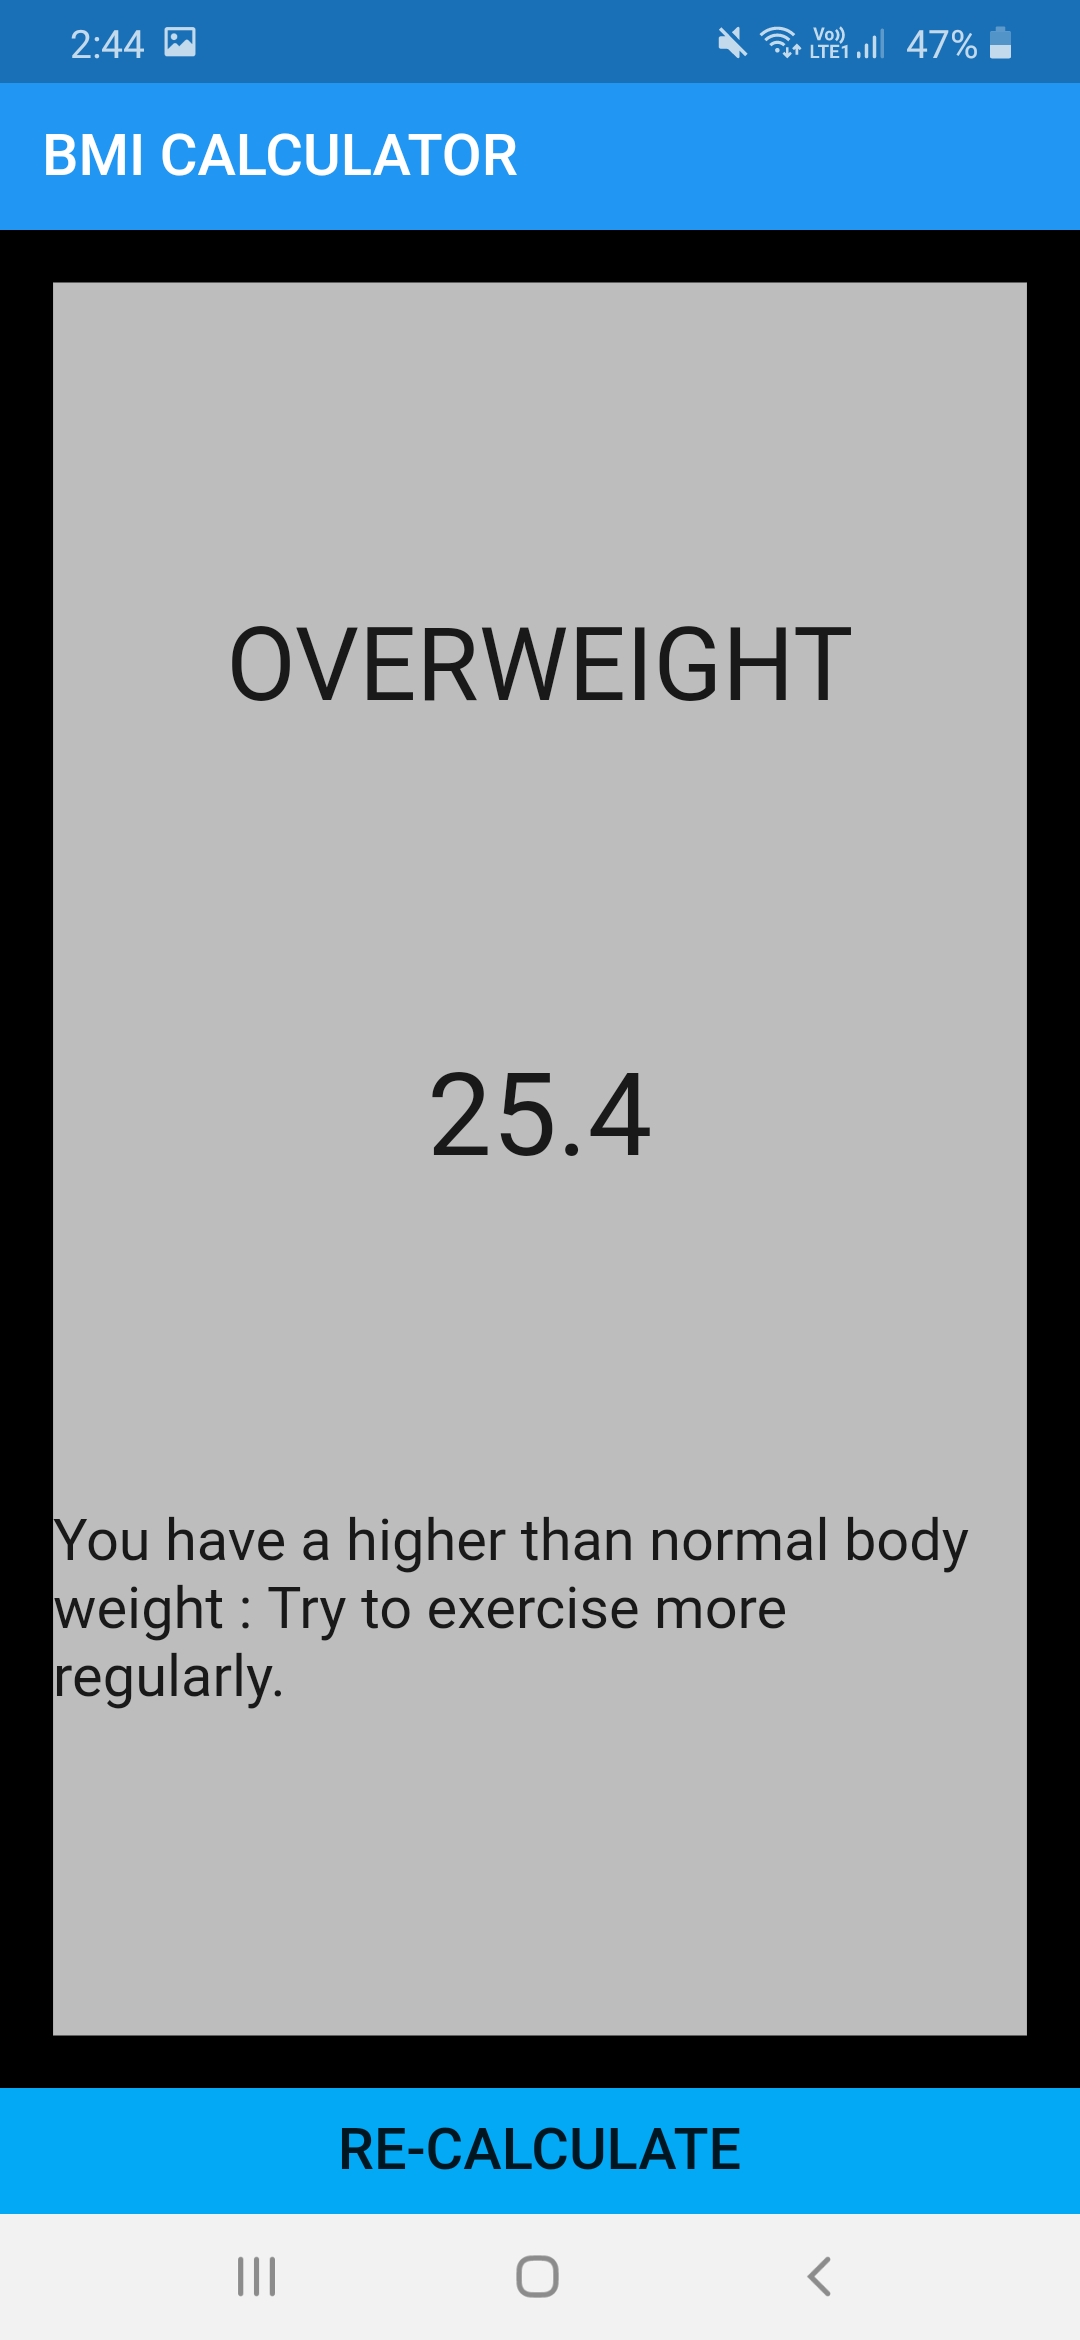 2:44
Vo))
LTE1
47%
BMI CALCULATOR
OVERWEIGHT
25.4
You have a higher than normal body
weight : Try to exercise more
regularly.
RE-CALCULATE